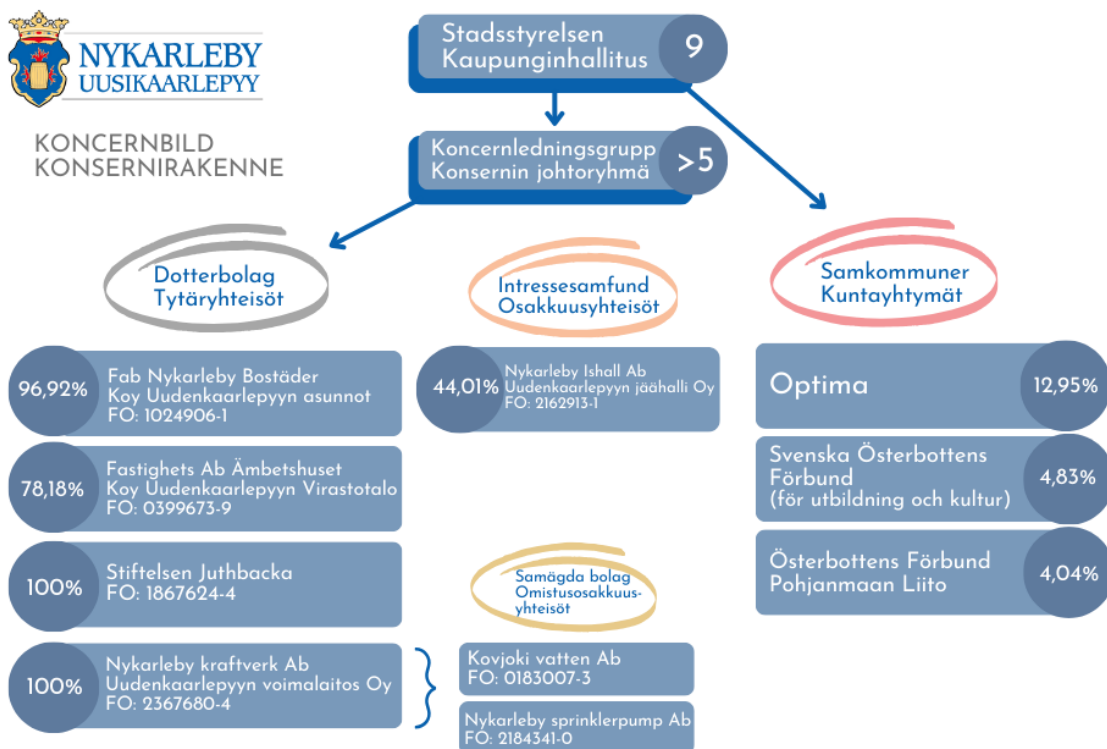 NYKARLEBY
UUSIKAARLEPYY
KONCERNBILD
KONSERNIRAKENNE
Stadsstyrelsen
Kaupunginhallitus
9
Koncernledningsgrupp
Konsernin johtoryhmä
>5
Dotterbolag
Tytäryhteisöt
96,92%
Fab Nykarleby Bostäder
Koy Uudenkaarlepyyn asunnot
FO: 1024906-1
78,18%
Fastighets Ab Ämbetshuset
Koy Uudenkaarlepyyn Virastotalo
FO: 0399673-9
100%
Stiftelsen Juthbacka
FO: 1867624-4
100%
Nykarleby kraftverk Ab
Uudenkaarlepyyn voimalaitos Oy
FO: 2367680-4
Intressesamfund
Osakkuusyhteisöt
44,01%
Nykarleby Ishall Ab
Uudenkaarlepyyn jäähalli Oy
FO: 2162913-1
Samägda bolag
Omistusosakkuus-
yhteisöt
Kovjoki vatten Ab
FO: 0183007-3
Nykarleby sprinklerpump Ab
FO: 2184341-0
Samkommuner
Kuntayhtymät
Optima
12,95%
Svenska Österbottens
Förbund
(för utbildning och kultur)
4,83%
Österbottens Förbund
Pohjanmaan Liito
4,04%